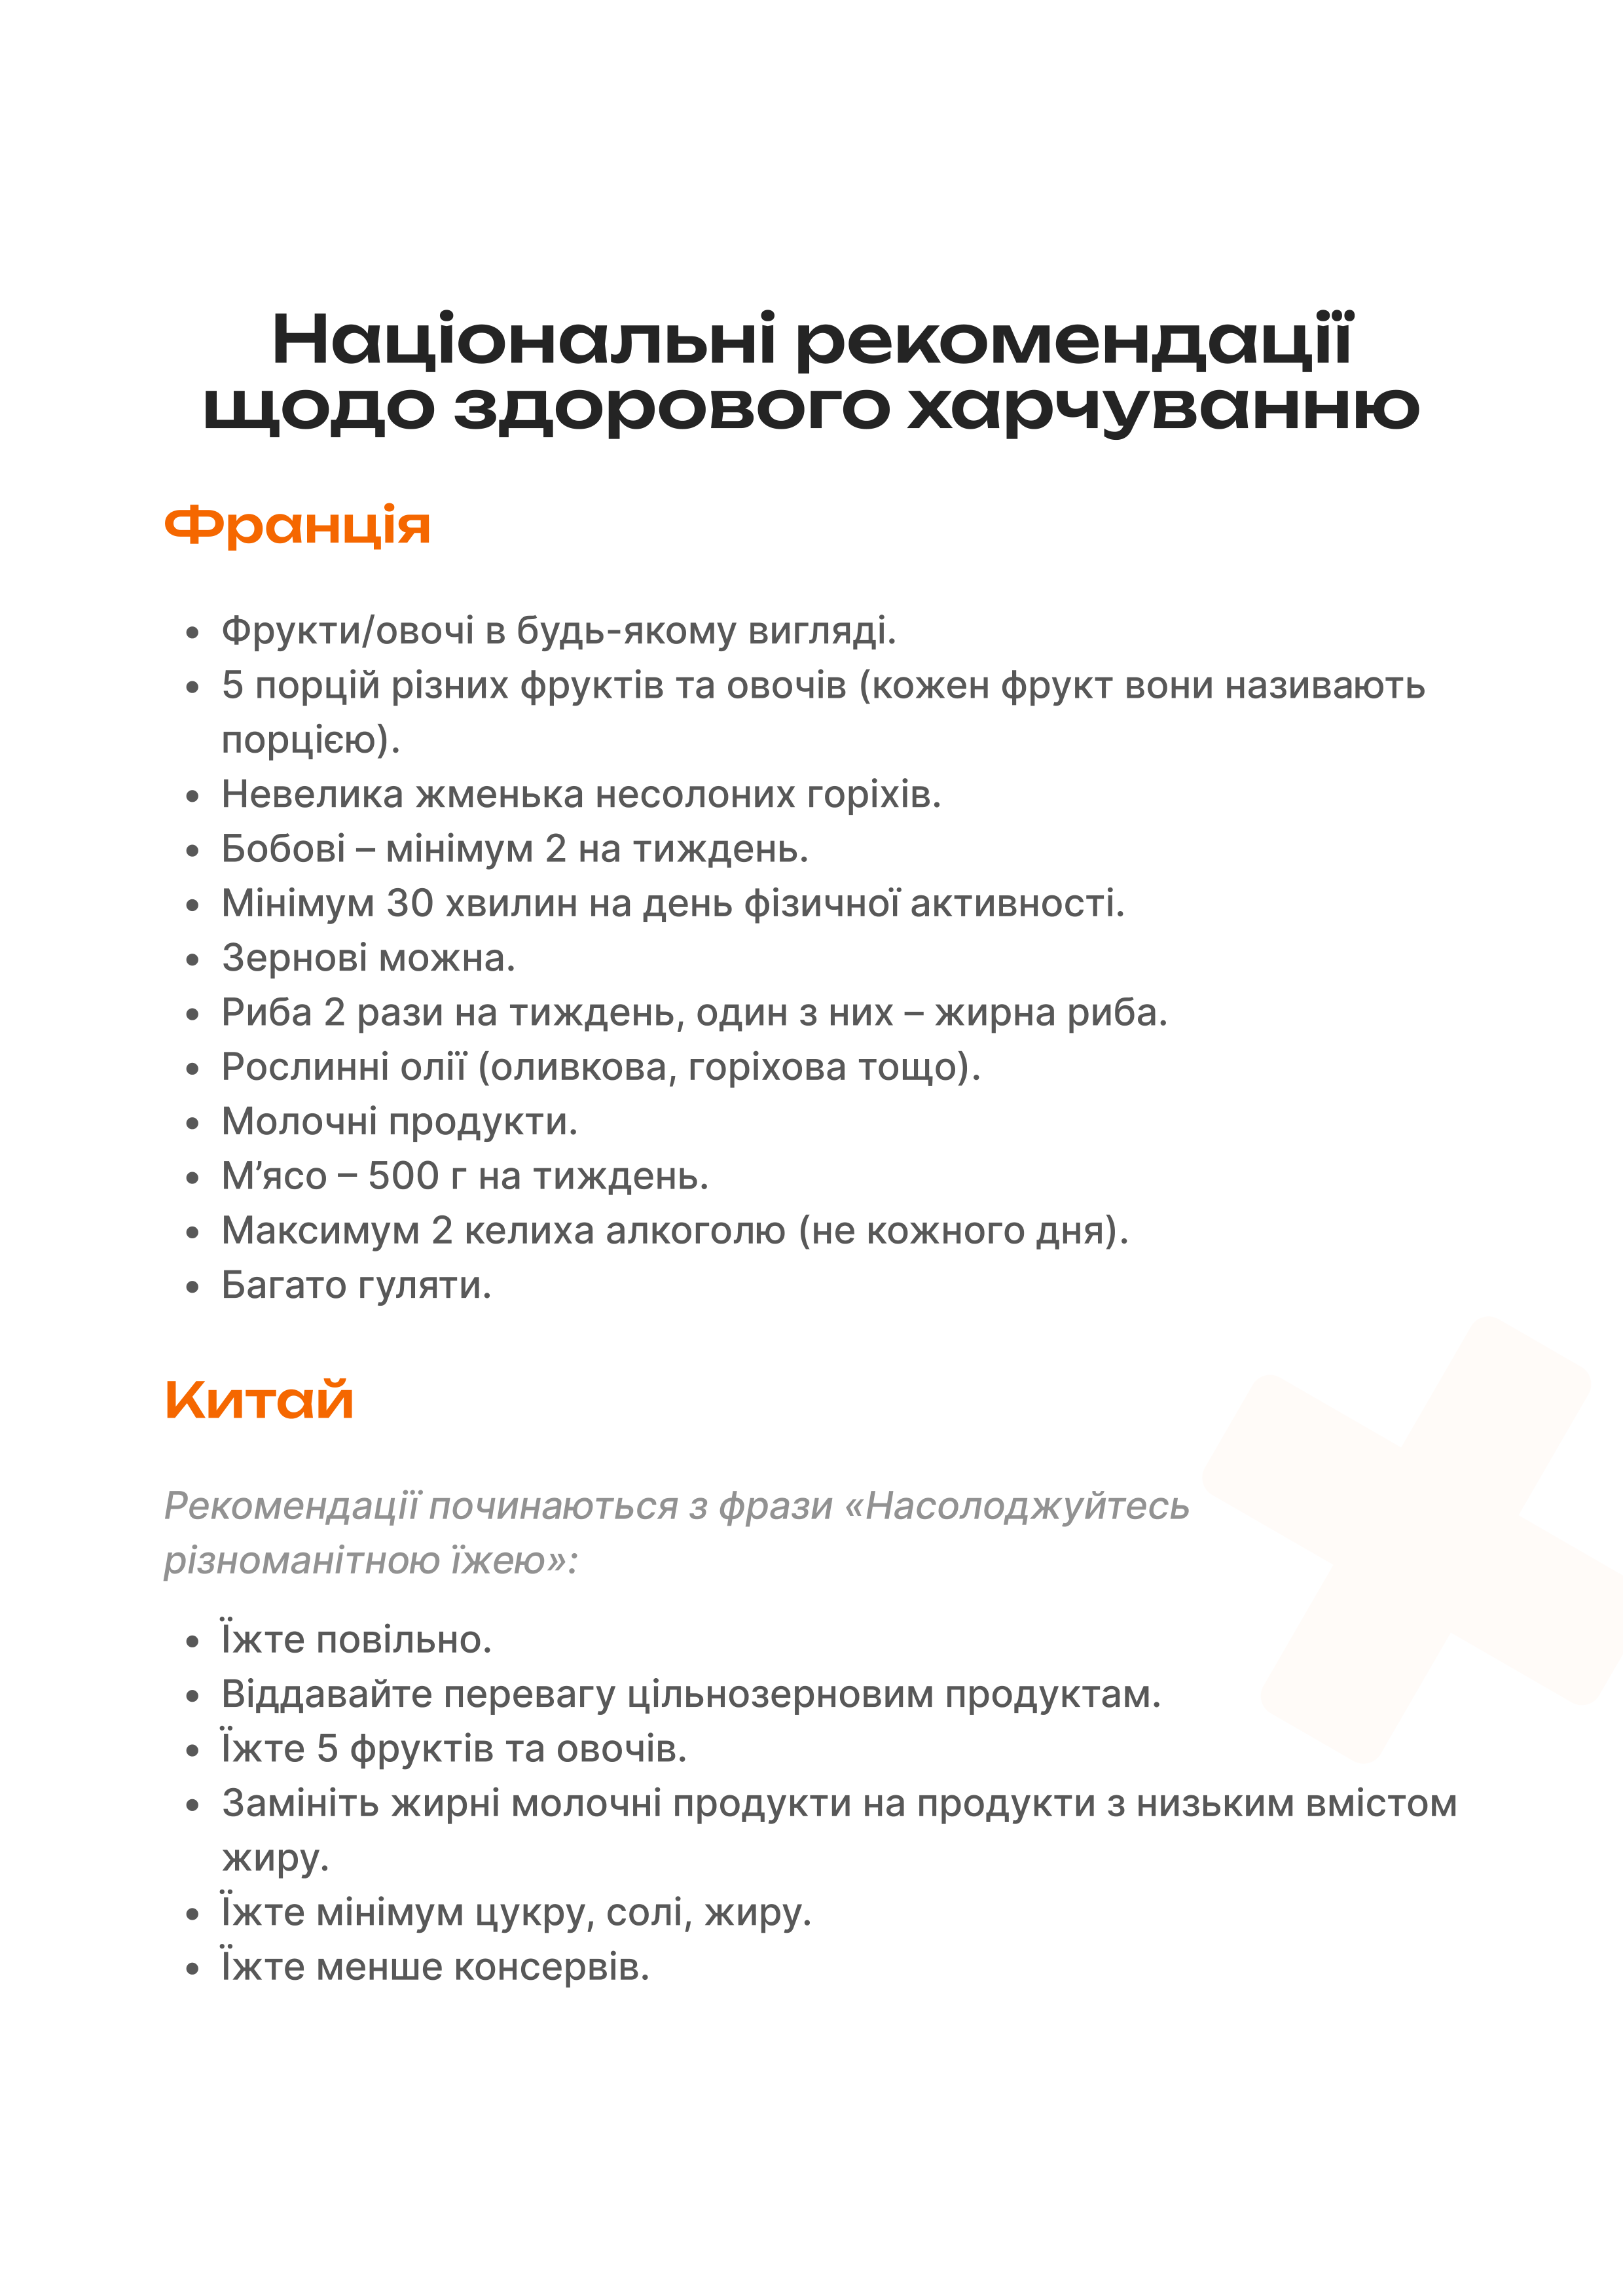 Національні рекомендації
щодо здорового харчуванню
Франція
• Фрукти/овочі в будь-якому вигляді.
• 5 порцій різних фруктів та овочів (кожен фрукт вони називають
порцією).
• Невелика жменька несолоних горіхів.
• Бобові – мінімум 2 на тиждень.
• Мінімум 30 хвилин на день фізичної активності.
• Зернові можна.
• Риба 2 рази на тиждень, один з них – жирна риба.
• Рослинні олії (оливкова, горіхова тощо).
• Молочні продукти.
• М’ясо – 500 г на тиждень.
• Максимум 2 келиха алкоголю (не кожного дня).
• Багато гуляти.
Китай
Рекомендації починаються з фрази «Насолоджуйтесь
різноманітною їжею»:
• Їжте повільно.
• Віддавайте перевагу цільнозерновим продуктам.
• Їжте 5 фруктів та овочів.
• Замініть жирні молочні продукти на продукти з низьким вмістом
жиру.
• Їжте мінімум цукру, солі, жиру.
• Їжте менше консервів.